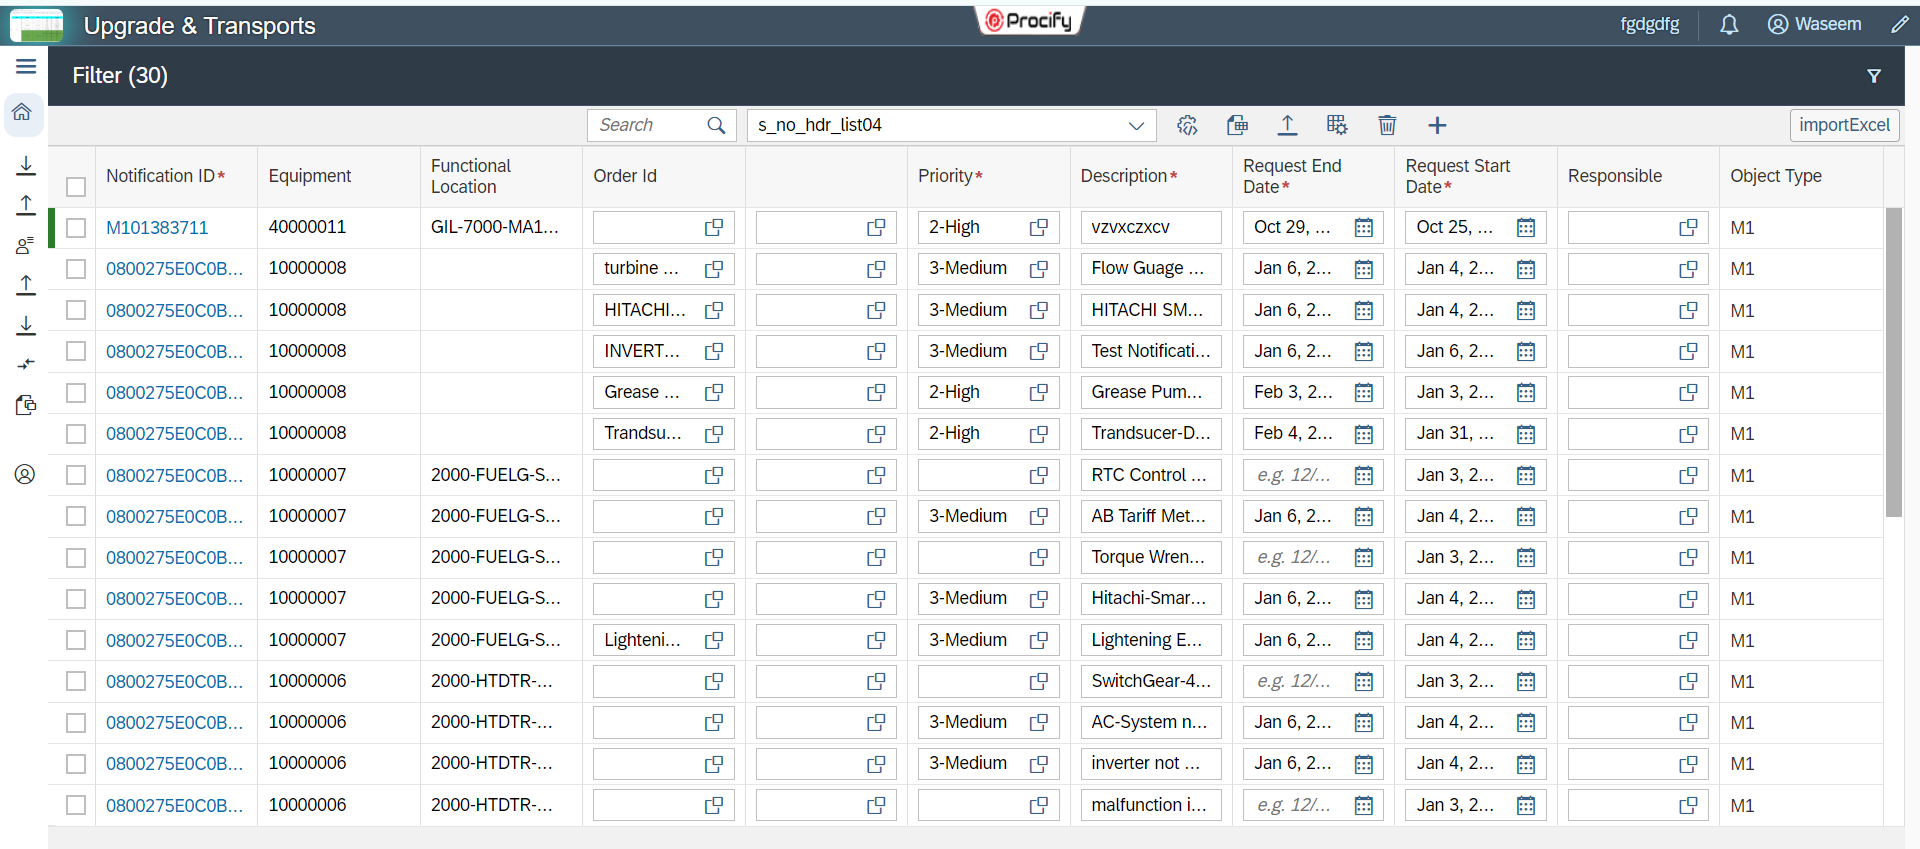 Upgrade & Transports
Procify
fgdgdfg
Waseem
Filter (30)
Search
s_no_hdr_list04
importExcel
Notification ID* Equipment Functional Location Order Id Priority* Description* Request End Date* Request Start Date* Responsible Object Type
M101383711 40000011 GIL-7000-MA1... 2-High vzvxczxcv Oct 29, ... Oct 25, ... M1
0800275E0C0B... 10000008 turbine ... 3-Medium Flow Guage ... Jan 6, 2... Jan 4, 2... M1
0800275E0C0B... 10000008 HITACHI... 3-Medium HITACHI SM... Jan 6, 2... Jan 4, 2... M1
0800275E0C0B... 10000008 INVERT... 3-Medium Test Notificati... Jan 6, 2... Jan 6, 2... M1
0800275E0C0B... 10000008 Grease ... 2-High Grease Pum... Feb 3, 2... Jan 3, 2... M1
0800275E0C0B... 10000008 Trandsu... 2-High Trandsucer-D... Feb 4, 2... Jan 31, ... M1
0800275E0C0B... 10000007 2000-FUELG-S... RTC Control ... e.g. 12/... Jan 3, 2... M1
0800275E0C0B... 10000007 2000-FUELG-S... 3-Medium AB Tariff Met... Jan 6, 2... Jan 4, 2... M1
0800275E0C0B... 10000007 2000-FUELG-S... Torque Wren... e.g. 12/... Jan 3, 2... M1
0800275E0C0B... 10000007 2000-FUELG-S... 3-Medium Hitachi-Smar... Jan 6, 2... Jan 4, 2... M1
0800275E0C0B... 10000007 2000-FUELG-S... Lighteni... 3-Medium Lightening E... Jan 6, 2... Jan 4, 2... M1
0800275E0C0B... 10000006 2000-HTDTR-... SwitchGear-4... e.g. 12/... Jan 3, 2... M1
0800275E0C0B... 10000006 2000-HTDTR-... 3-Medium AC-System n... Jan 6, 2... Jan 4, 2... M1
0800275E0C0B... 10000006 2000-HTDTR-... 3-Medium inverter not ... Jan 6, 2... Jan 4, 2... M1
0800275E0C0B... 10000006 2000-HTDTR-... malfunction i... e.g. 12/... Jan 3, 2... M1